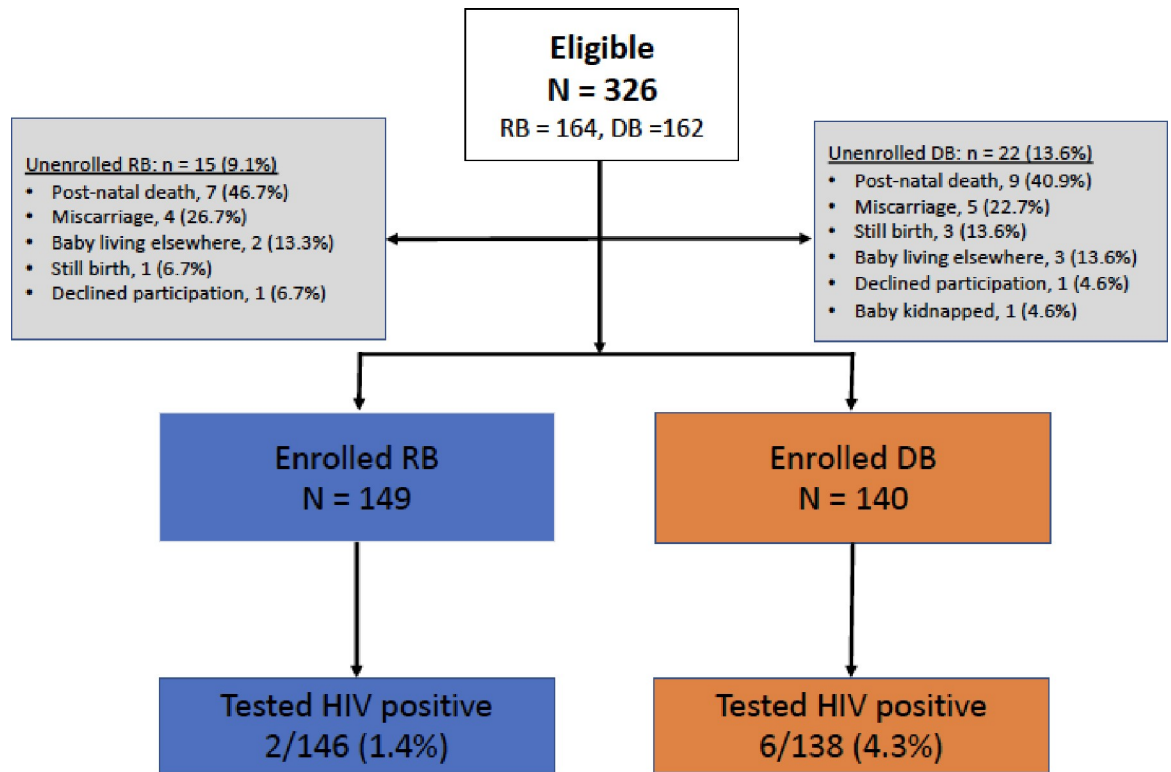 Eligible
N = 326
RB = 164, DB =162
Unenrolled RB: n = 15 (9.1%)
• Post-natal death, 7 (46.7%)
• Miscarriage, 4 (26.7%)
• Baby living elsewhere, 2 (13.3%)
• Still birth, 1 (6.7%)
• Declined participation, 1 (6.7%)
Unenrolled DB: n = 22 (13.6%)
• Post-natal death, 9 (40.9%)
• Miscarriage, 5 (22.7%)
• Still birth, 3 (13.6%)
• Baby living elsewhere, 3 (13.6%)
• Declined participation, 1 (4.6%)
• Baby kidnapped, 1 (4.6%)
Enrolled RB
N = 149
Enrolled DB
N = 140
Tested HIV positive
2/146 (1.4%)
Tested HIV positive
6/138 (4.3%)